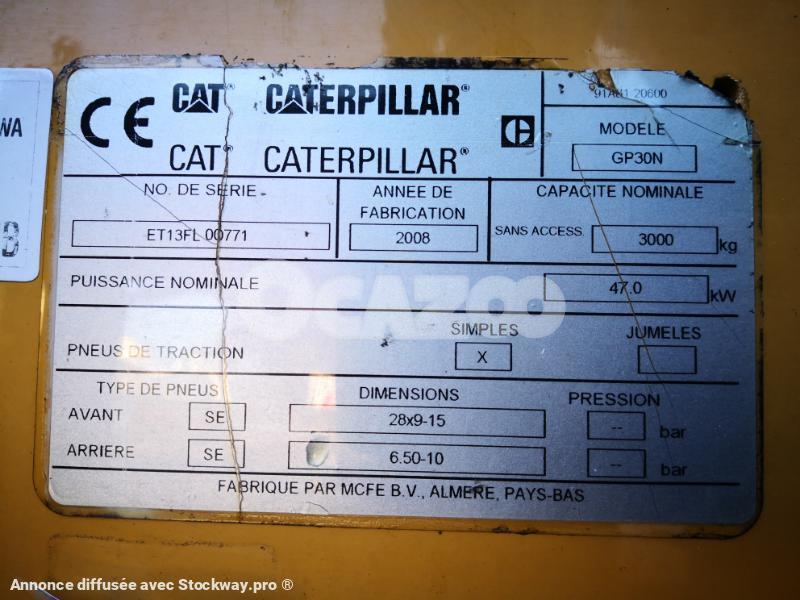 CE CAT CATERPILLAR
CAT CATERPILLAR
91A81 20600
MODELE
GP30N
NO. DE SERIE
ET13FL 00771
ANNEE DE
FABRICATION
2008
CAPACITE NOMINALE
SANS ACCESS. 3000 kg
PUISSANCE NOMINALE 47.0 kW
OCAZOO
SIMPLES JUMELES
PNEUS DE TRACTION X
TYPE DE PNEUS DIMENSIONS PRESSION
AVANT SE 28x9-15 -- bar
ARRIERE SE 6.50-10 -- bar
FABRIQUE PAR MCFE B.V., ALMERE, PAYS-BAS
WA
3
Annonce diffusée avec Stockway.pro ®